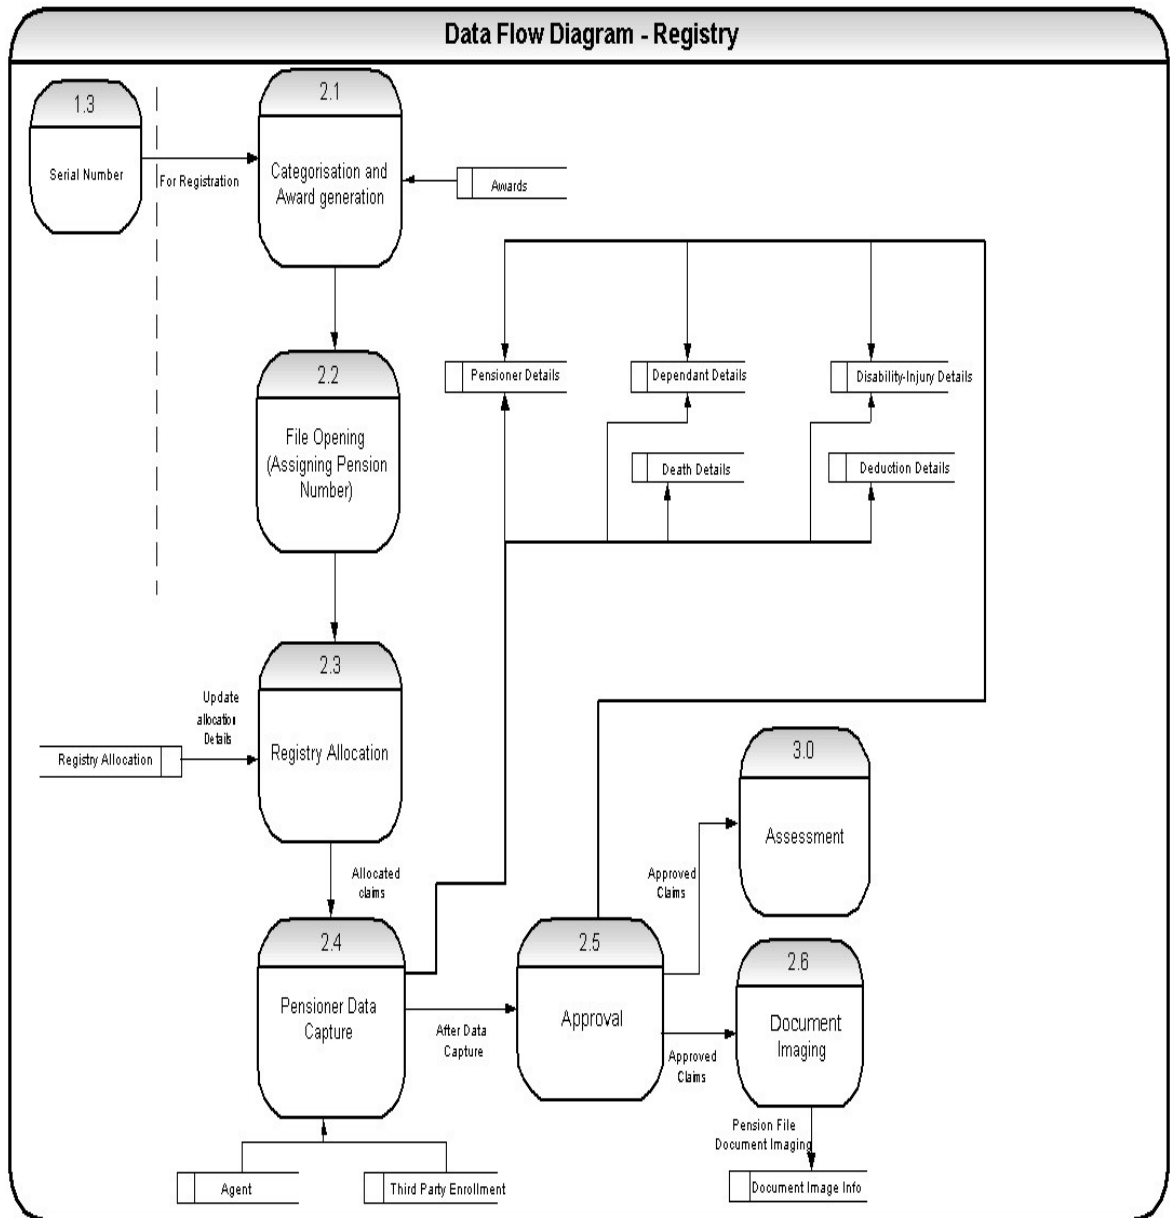 Data Flow Diagram - Registry
1.3
Serial Number
For Registration
2.1
Categorisation and
Award generation
Awards
2.2
File Opening
(Assigning Pension
Number)
Pensioner Details
Dependant Details
Disability-Injury Details
Death Details
Deduction Details
2.3
Registry Allocation
Update
allocation
Details
Registry Allocation
Allocated
claims
2.4
Pensioner Data
Capture
After Data
Capture
2.5
Approval
Approved
Claims
3.0
Assessment
Approved
Claims
2.6
Document
Imaging
Pension File
Document Imaging
Agent
Third Party Enrollment
Document Image Info